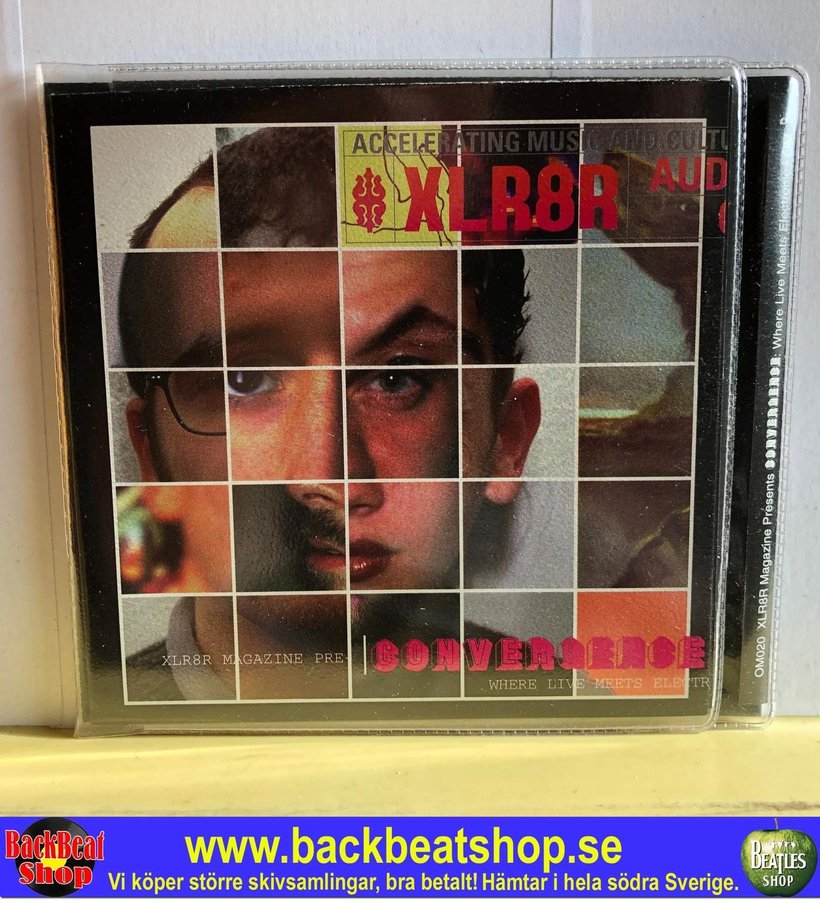 ACCELERATING MUSIC AND CULTU
XLR8R
AUD
XLR8R MAGAZINE PRE-
CONVERGENCE
WHERE LIVE MEETS ELECTR
OM020 XLR8R Magazine Presents CONVERGENCE: Where Live Meets Elec
BackBeat
Shop
www.backbeatshop.se
Vi köper större skivsamlingar, bra betalt! Hämtar i hela södra Sverige.
BEATLES
SHOP